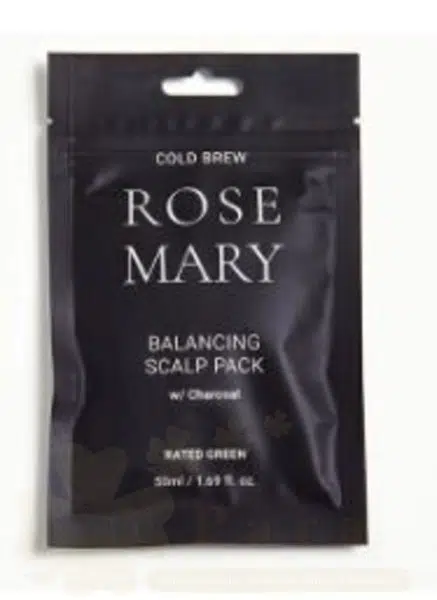 COLD BREW
ROSE
MARY
BALANCING
SCALP PACK
w/ Charcoal
RATED GREEN
50ml / 1.69 fl. oz.